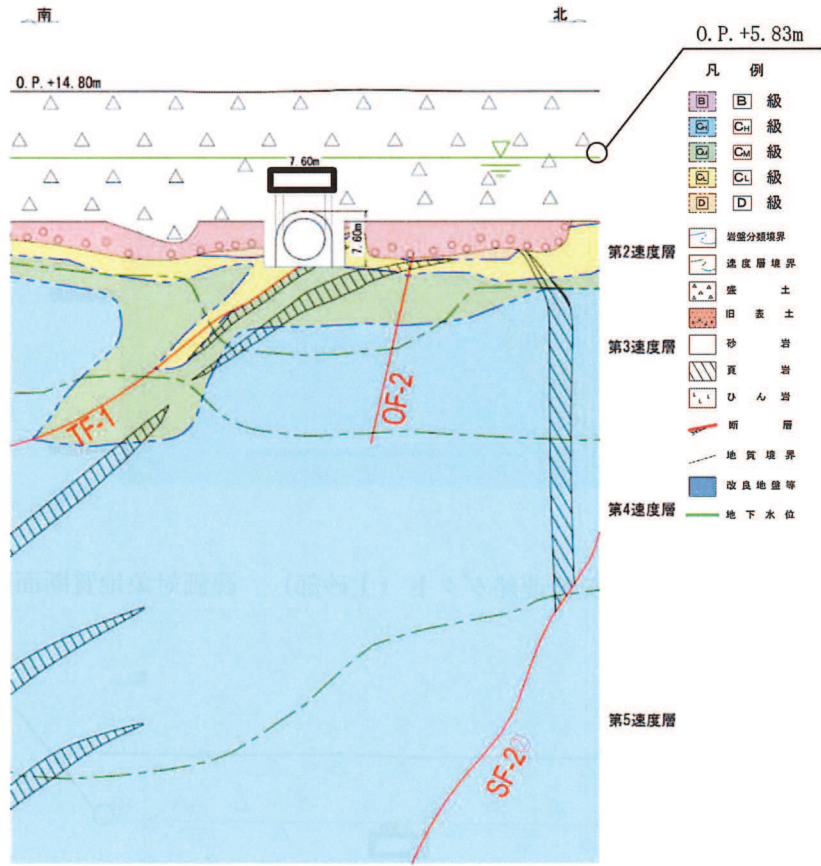 南
北
O.P.+5.83m
O.P.+14.80m
7.60m
7.60m
凡 例
B B 級
CH CH 級
CM CM 級
CL CL 級
D D 級
岩盤分類境界
速度層境界
盛 土
旧 表 土
砂 岩
頁 岩
ひ ん 岩
断 層
地 質 境 界
改 良 地 盤 等
地 下 水 位
第2速度層
第3速度層
第4速度層
第5速度層
TF-1
OF-2
SF-2